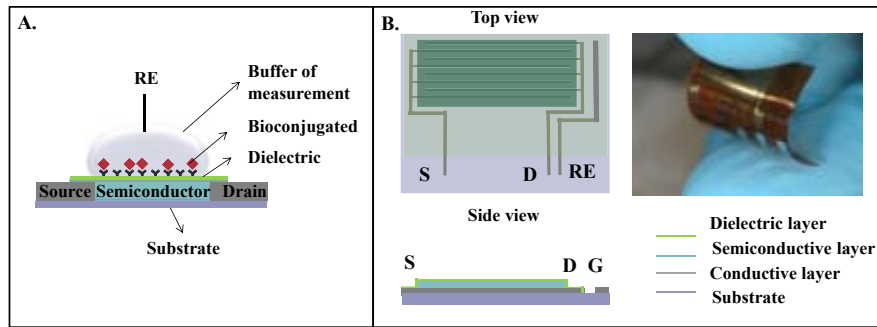 A.
RE
Buffer of
measurement
Bioconjugated
Dielectric
Source Semiconductor Drain
Substrate
B.
Top view
S D RE
Side view
S D G
Dielectric layer
Semiconductive layer
Conductive layer
Substrate